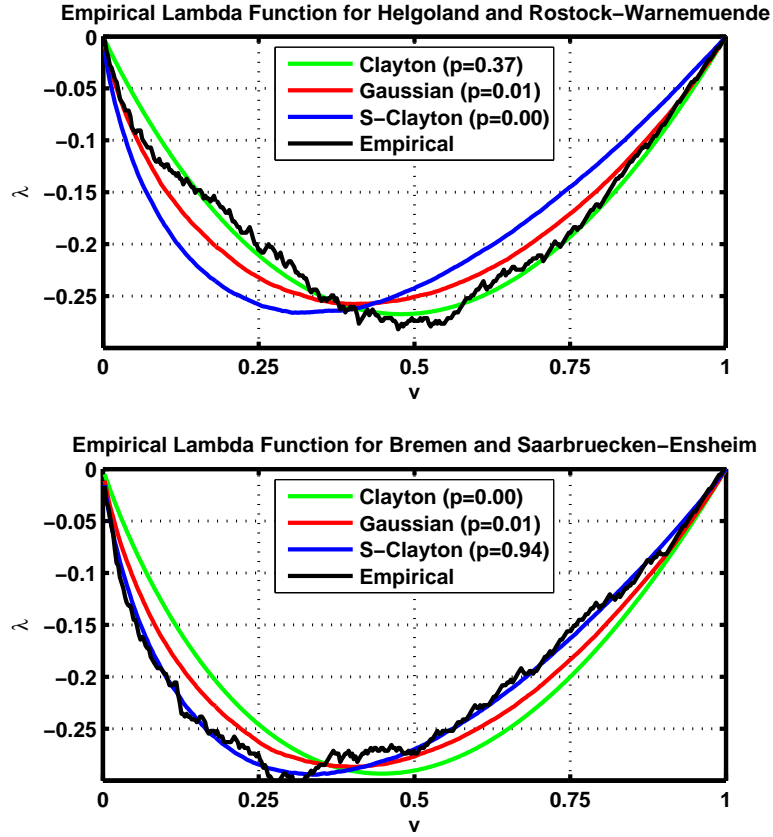 Empirical Lambda Function for Helgoland and Rostock−Warnemuende
0
−0.05
−0.1
−0.15
−0.2
−0.25
λ
Clayton (p=0.37)
Gaussian (p=0.01)
S−Clayton (p=0.00)
Empirical
0
0.25
0.5
0.75
1
v
Empirical Lambda Function for Bremen and Saarbruecken−Ensheim
0
−0.05
−0.1
−0.15
−0.2
−0.25
λ
Clayton (p=0.00)
Gaussian (p=0.01)
S−Clayton (p=0.94)
Empirical
0
0.25
0.5
0.75
1
v